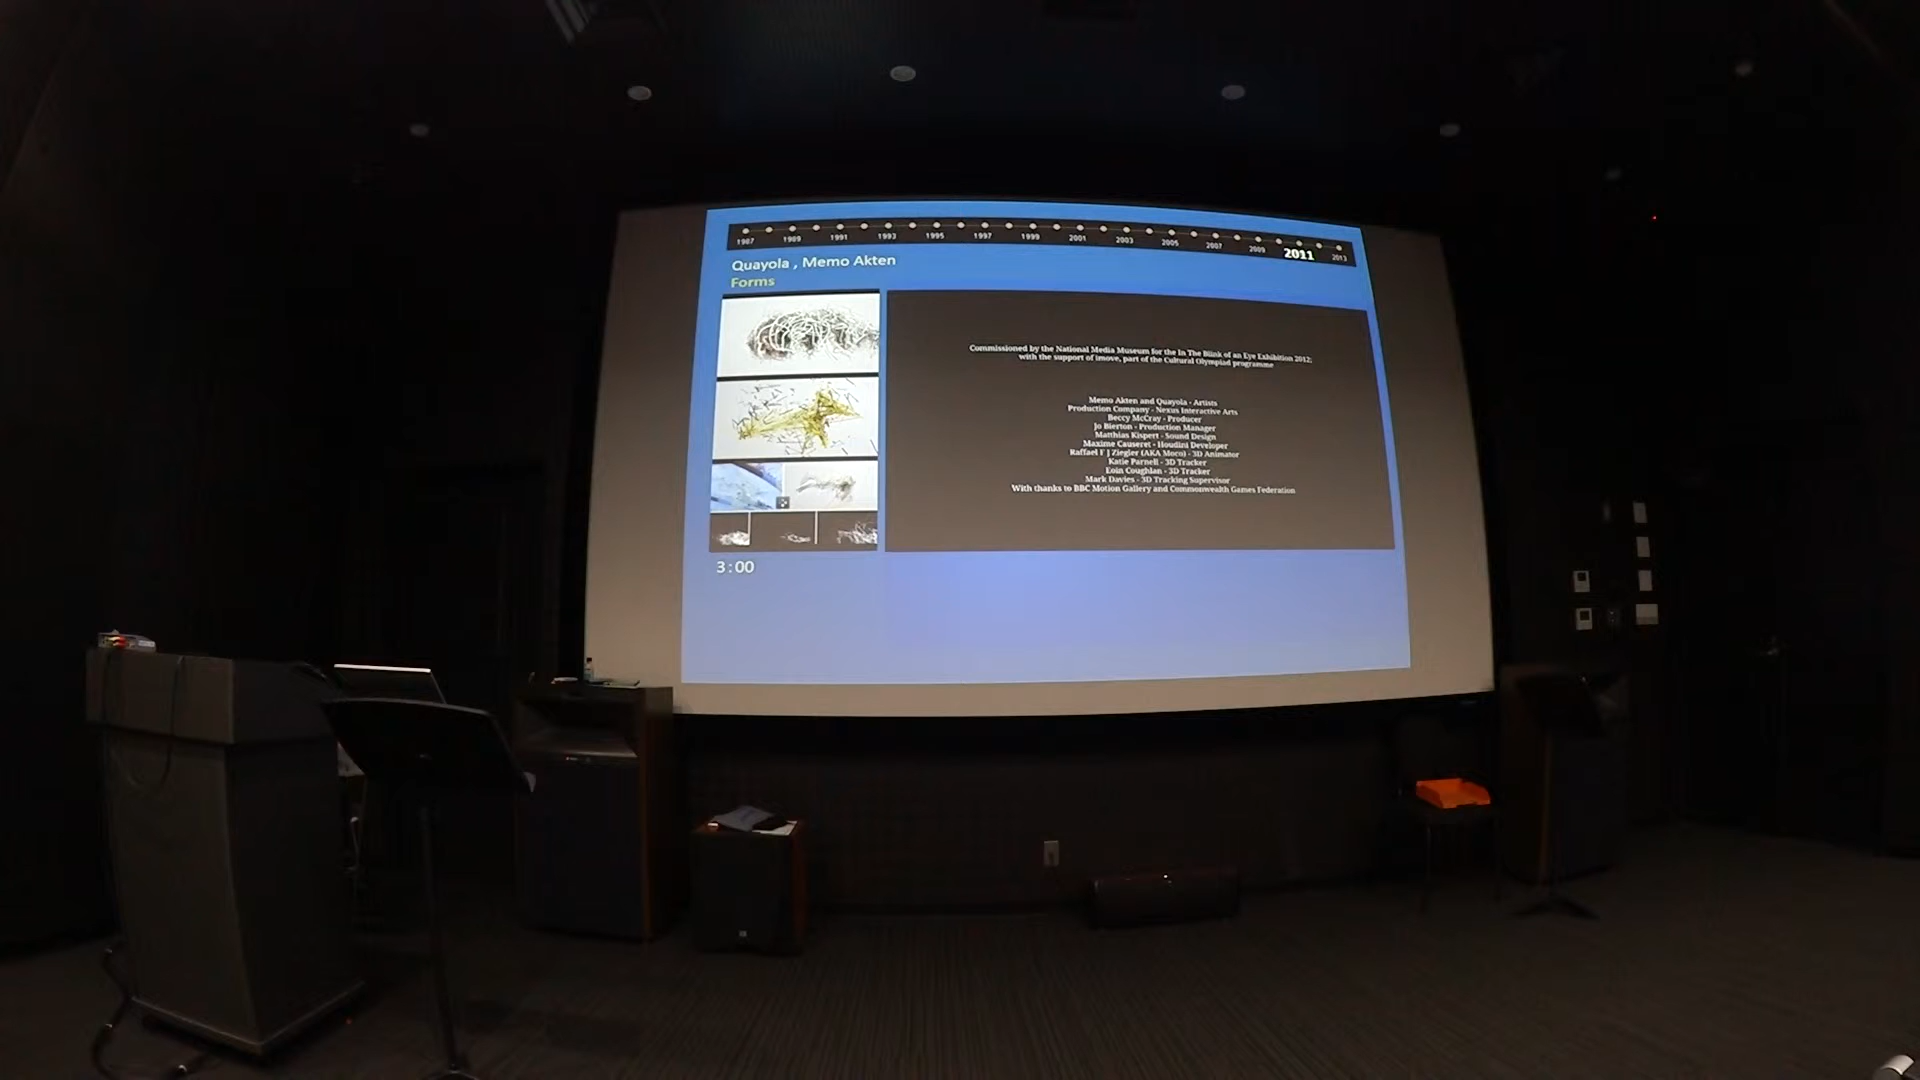 1987 1989 1991 1993 1995 1997 1999 2001 2003 2005 2007 2009 2011 2013
Quayola , Memo Akten
Forms
Commissioned by the National Media Museum for the In The Blink of an Eye Exhibition 2012;
with the support of imove, part of the Cultural Olympiad programme
Memo Akten and Quayola - Artists
Production Company - Nexus Interactive Arts
Beccy McCray - Producer
Jo Bierton - Production Manager
Matthias Kispert - Sound Design
Maxime Causeret - Houdini Developer
Raffael F J Ziegler (AKA Moco) - 3D Animator
Katie Parnell - 3D Tracker
Eoin Coughlan - 3D Tracker
Mark Davies - 3D Tracking Supervisor
With thanks to BBC Motion Gallery and Commonwealth Games Federation
3:00